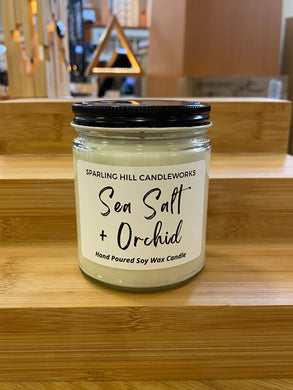 SPARLING HILL CANDLEWORKS
Sea Salt
+ Orchid
Hand Poured Soy Wax Candle